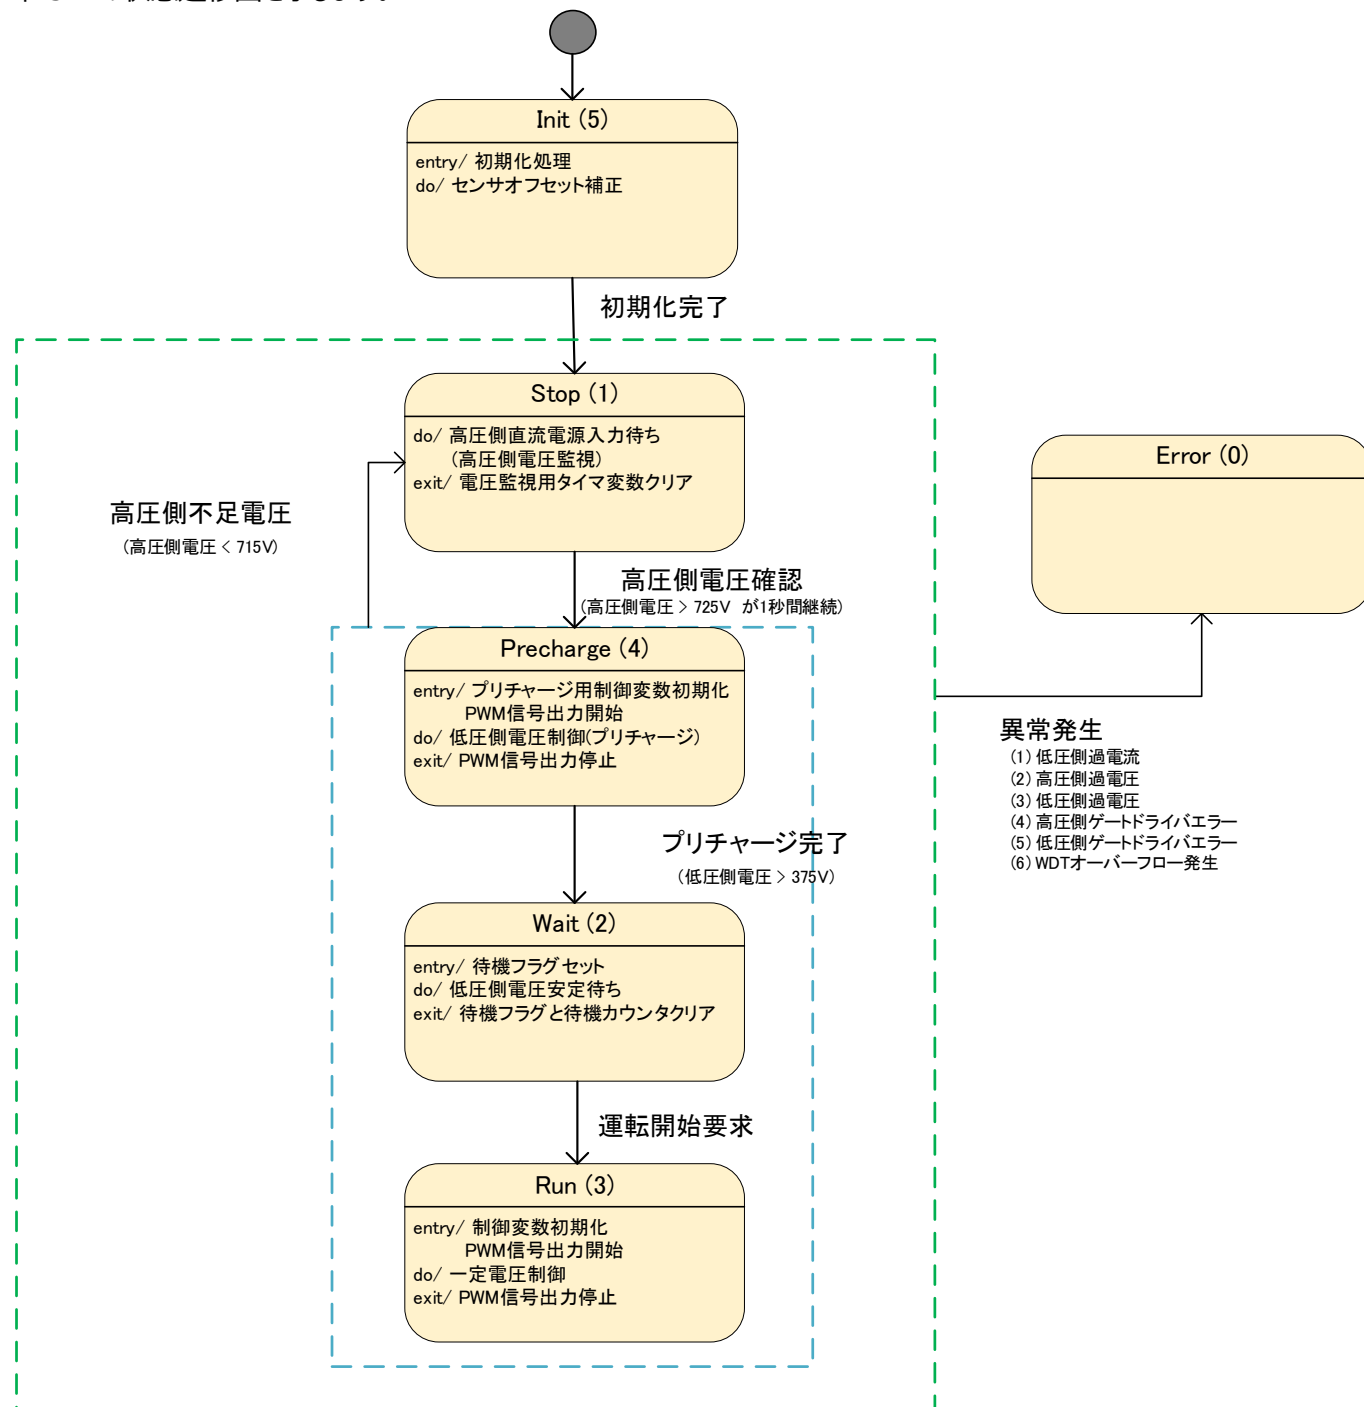 Init (5)
entry/ 初期化処理
do/ センサオフセット補正
初期化完了
Stop (1)
do/ 高圧側直流電源入力待ち
(高圧側電圧監視)
exit/ 電圧監視用タイマ変数クリア
Error (0)
高圧側不足電圧
(高圧側電圧 < 715V)
高圧側電圧確認
(高圧側電圧 > 725V が1秒間継続)
Precharge (4)
entry/ プリチャージ用制御変数初期化
PWM信号出力開始
do/ 低圧側電圧制御(プリチャージ)
exit/ PWM信号出力停止
異常発生
(1) 低圧側過電流
(2) 高圧側過電圧
(3) 低圧側過電圧
(4) 高圧側ゲートドライバエラー
(5) 低圧側ゲートドライバエラー
(6) WDTオーバーフロー発生
プリチャージ完了
(低圧側電圧 > 375V)
Wait (2)
entry/ 待機フラグセット
do/ 低圧側電圧安定待ち
exit/ 待機フラグと待機カウンタクリア
運転開始要求
Run (3)
entry/ 制御変数初期化
PWM信号出力開始
do/ 一定電圧制御
exit/ PWM信号出力停止